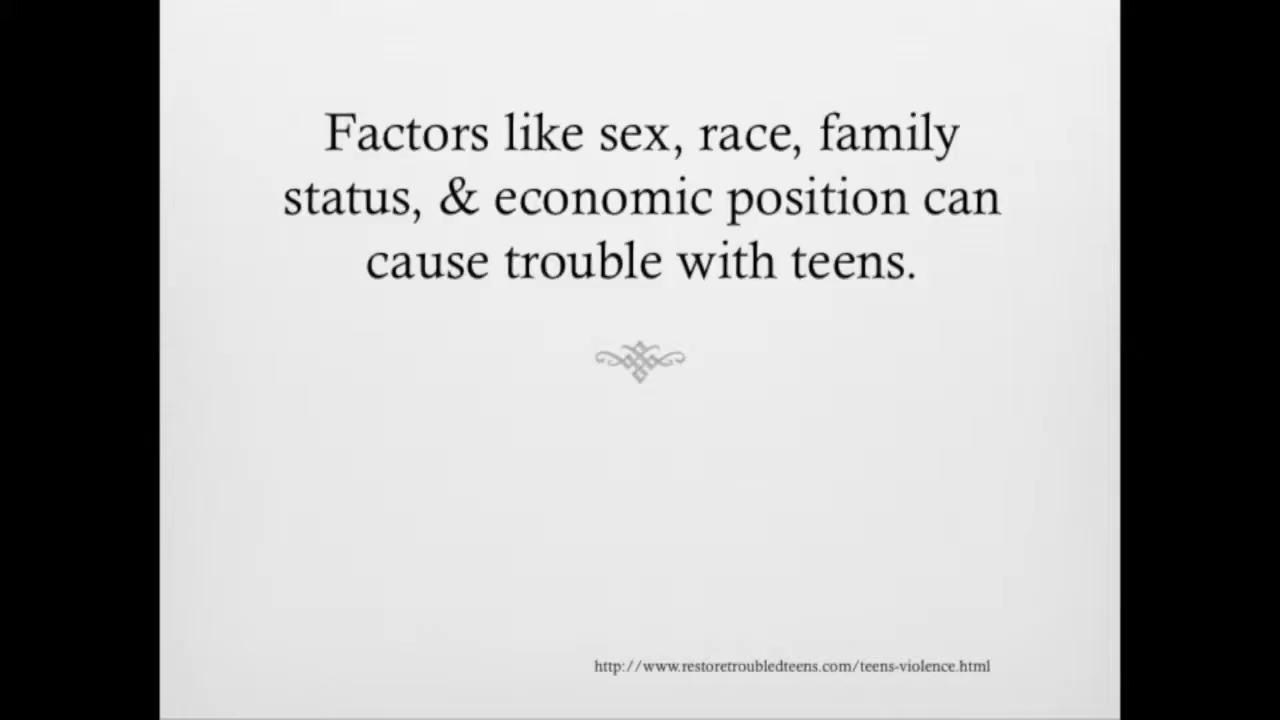 Factors like sex, race, family
status, & economic position can
cause trouble with teens.
http://www.restoretroubledteens.com/teens-violence.html